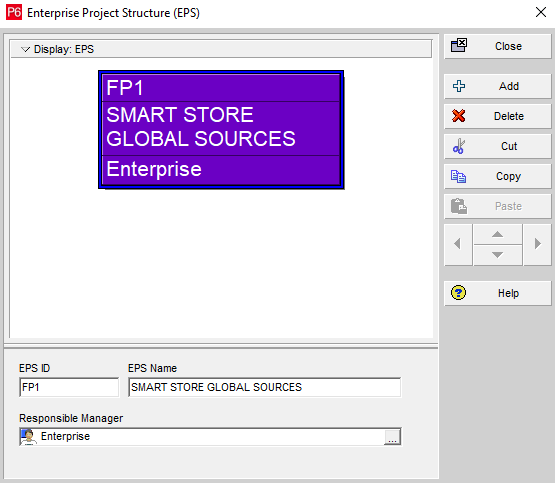 P6 Enterprise Project Structure (EPS)
Display: EPS
FP1
SMART STORE
GLOBAL SOURCES
Enterprise
Close
Add
Delete
Cut
Copy
Paste
Help
EPS ID
EPS Name
FP1
SMART STORE GLOBAL SOURCES
Responsible Manager
Enterprise
...